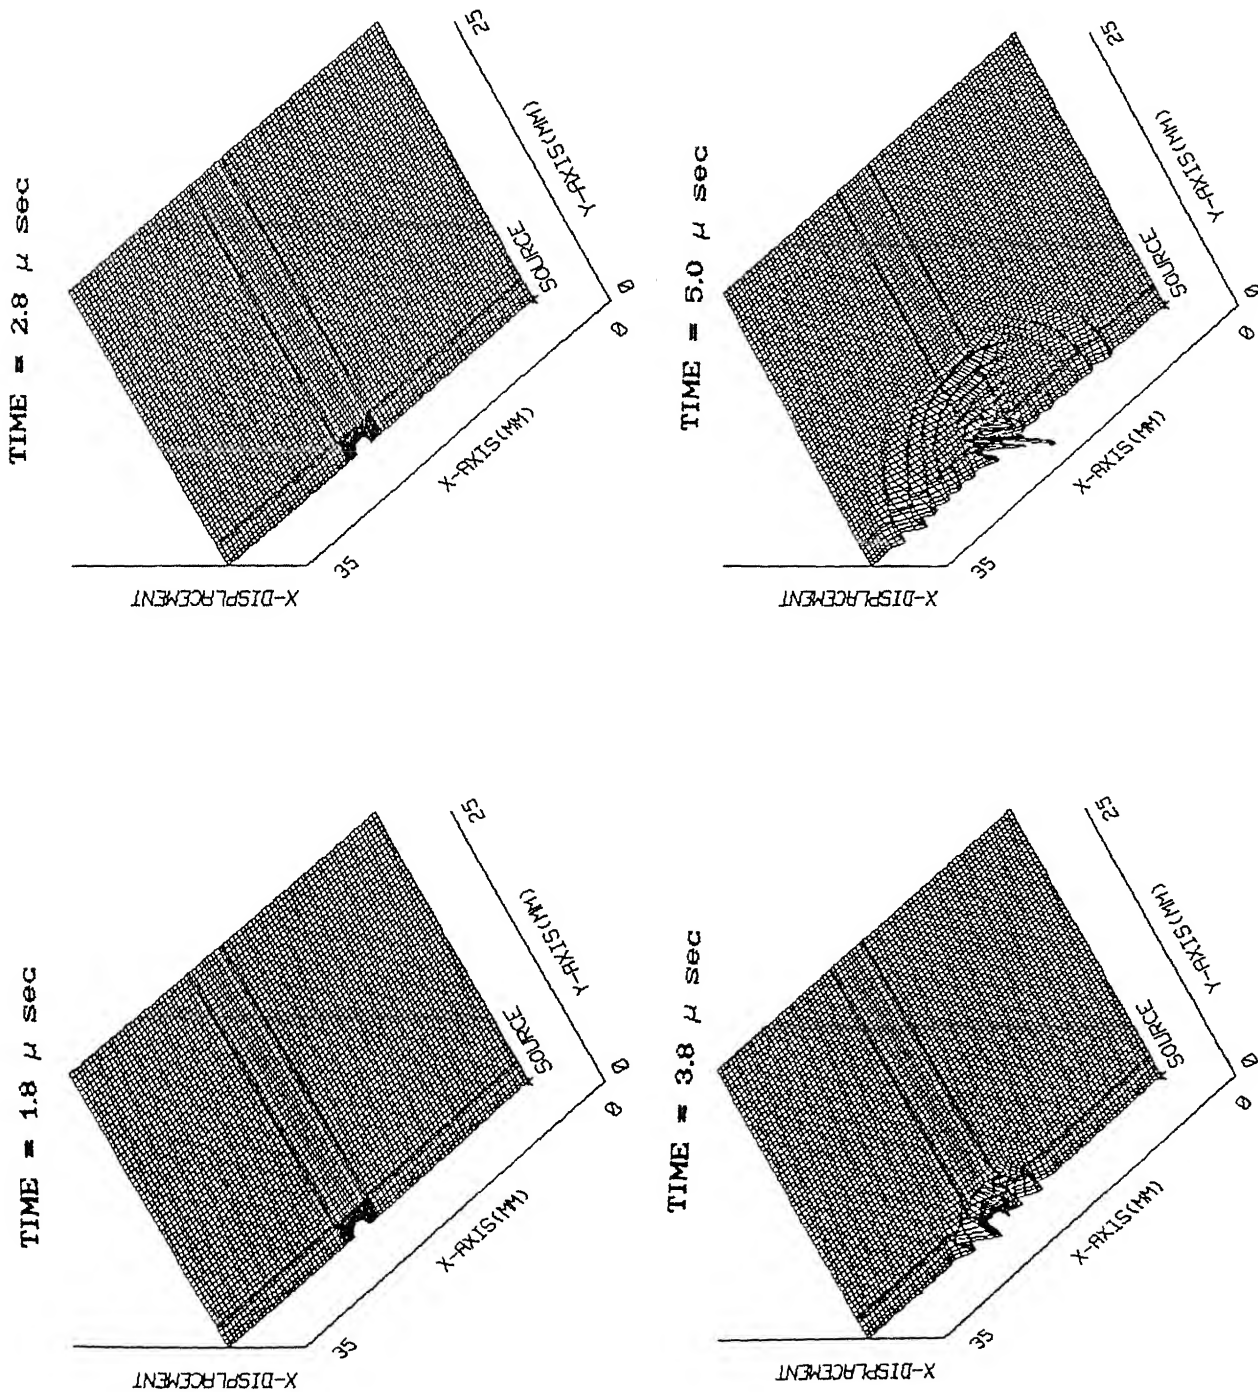 TIME = 2.8 μ sec
X-DISPLACEMENT
35
X-AXIS(MM)
0
0
Y-AXIS(MM)
25
SOURCE
TIME = 5.0 μ sec
X-DISPLACEMENT
35
X-AXIS(MM)
0
0
Y-AXIS(MM)
25
SOURCE
TIME = 1.8 μ sec
X-DISPLACEMENT
35
X-AXIS(MM)
0
0
Y-AXIS(MM)
25
SOURCE
TIME = 3.8 μ sec
X-DISPLACEMENT
35
X-AXIS(MM)
0
0
Y-AXIS(MM)
25
SOURCE